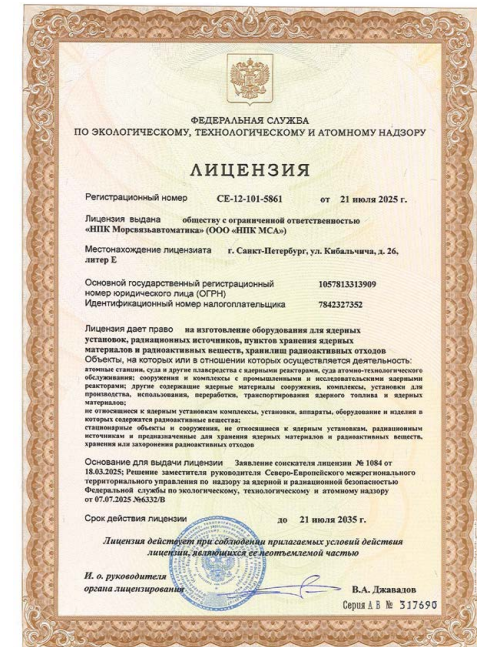 ФЕДЕРАЛЬНАЯ СЛУЖБА
ПО ЭКОЛОГИЧЕСКОМУ, ТЕХНОЛОГИЧЕСКОМУ И АТОМНОМУ НАДЗОРУ
ЛИЦЕНЗИЯ
Регистрационный номер СЕ-12-101-5861 от 21 июля 2025 г.
Лицензия выдана обществу с ограниченной ответственностью
«НПК Морсвязьавтоматика» (ООО «НПК МСА»)
Местонахождение лицензиата г. Санкт-Петербург, ул. Кибальчича, д. 26,
литер Е
Основной государственный регистрационный 1057813313909
номер юридического лица (ОГРН)
Идентификационный номер налогоплательщика 7842327352
Лицензия дает право на изготовление оборудования для ядерных
установок, радиационных источников, пунктов хранения ядерных
материалов и радиоактивных веществ, хранилищ радиоактивных отходов
Объекты, на которых или в отношении которых осуществляется деятельность:
атомные станции, суда и другие плавсредства с ядерными реакторами, суда атомно-технологического
обслуживания; сооружения и комплексы с промышленными и исследовательскими ядерными
реакторами; другие содержащие ядерные материалы сооружения, комплексы, установки для
производства, использования, переработки, транспортирования ядерного топлива и ядерных
материалов;
не относящиеся к ядерным установкам комплексы, установки, аппараты, оборудование и изделия в
которых содержатся радиоактивные вещества;
стационарные объекты и сооружения, не относящиеся к ядерным установкам, радиационным
источникам и предназначенные для хранения ядерных материалов и радиоактивных веществ,
хранения или захоронения радиоактивных отходов
Основание для выдачи лицензии Заявление соискателя лицензии № 1084 от
18.03.2025; Решение заместителя руководителя Северо-Европейского межрегионального
территориального управления по надзору за ядерной и радиационной безопасностью
Федеральной службы по экологическому, технологическому и атомному надзору
от 07.07.2025 №6332/В
Срок действия лицензии до 21 июля 2035 г.
Лицензия действует при соблюдении прилагаемых условий действия
лицензии, являющихся ее неотъемлемой частью
И. о. руководителя
органа лицензирования В.А. Джавадов
Серия А В № 317690